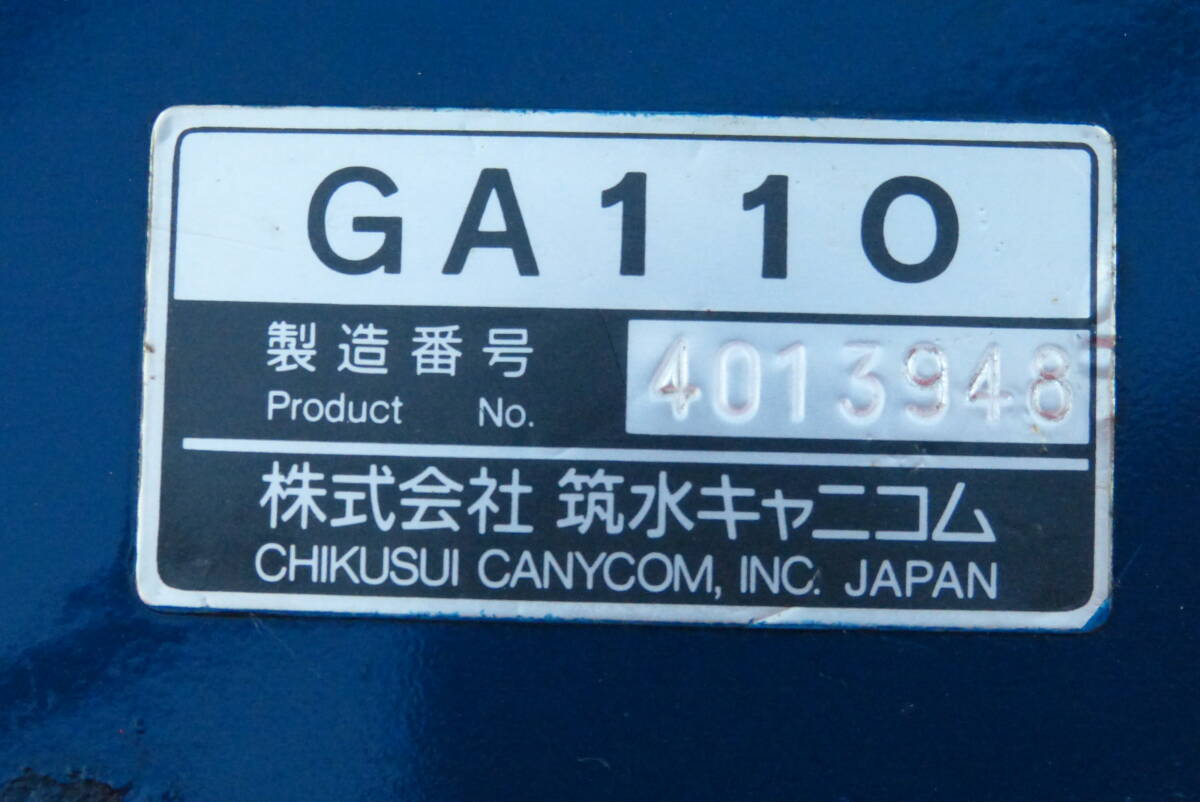 GA110
製造番号 4013948
Product No.
株式会社 筑水キャニコム
CHIKUSUI CANYCOM, INC. JAPAN